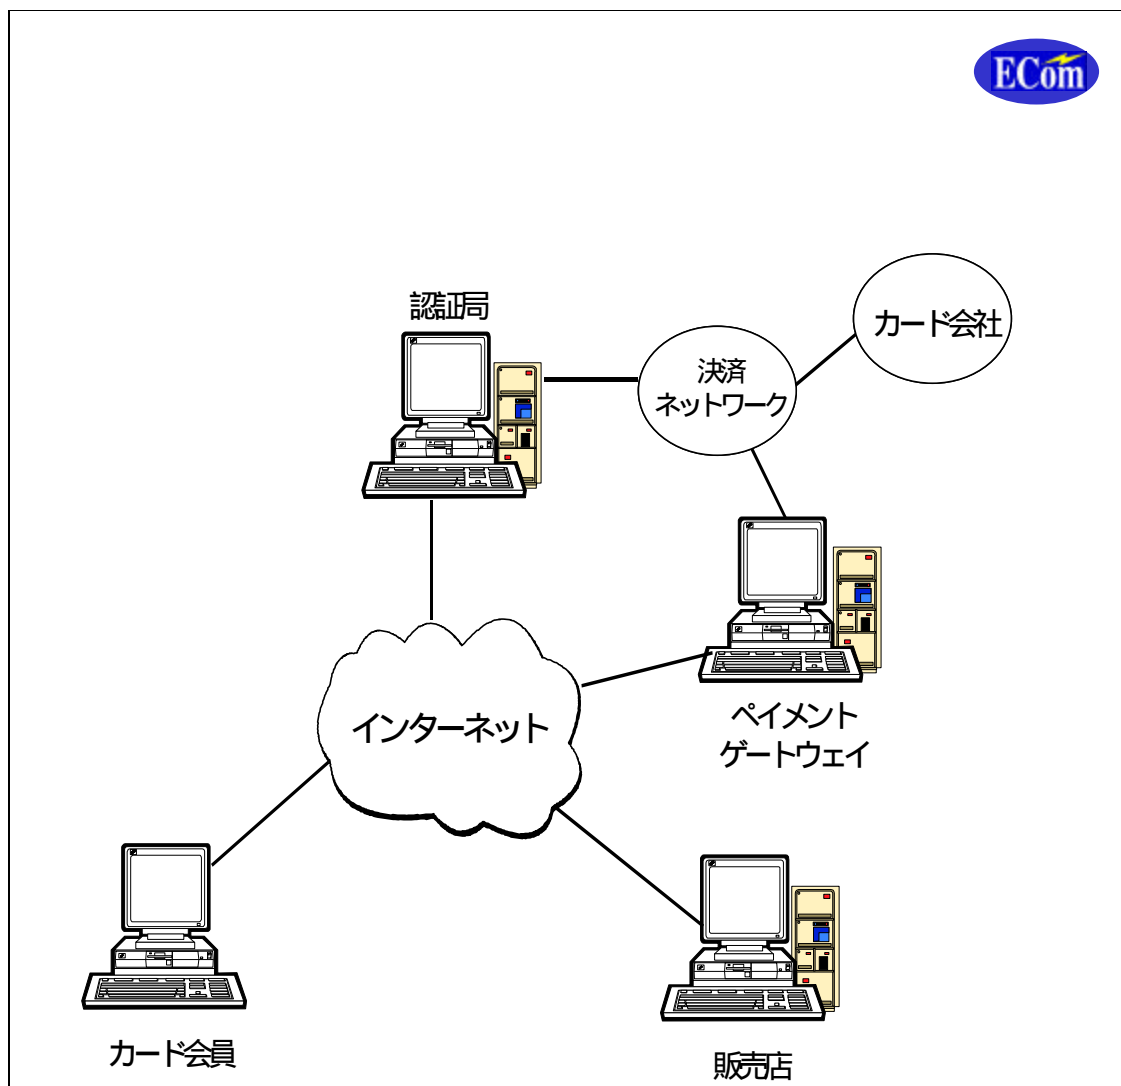 ECom
カード会社
認証局
決済
ネットワーク
ペイメント
ゲートウェイ
インターネット
カード会員
販売店